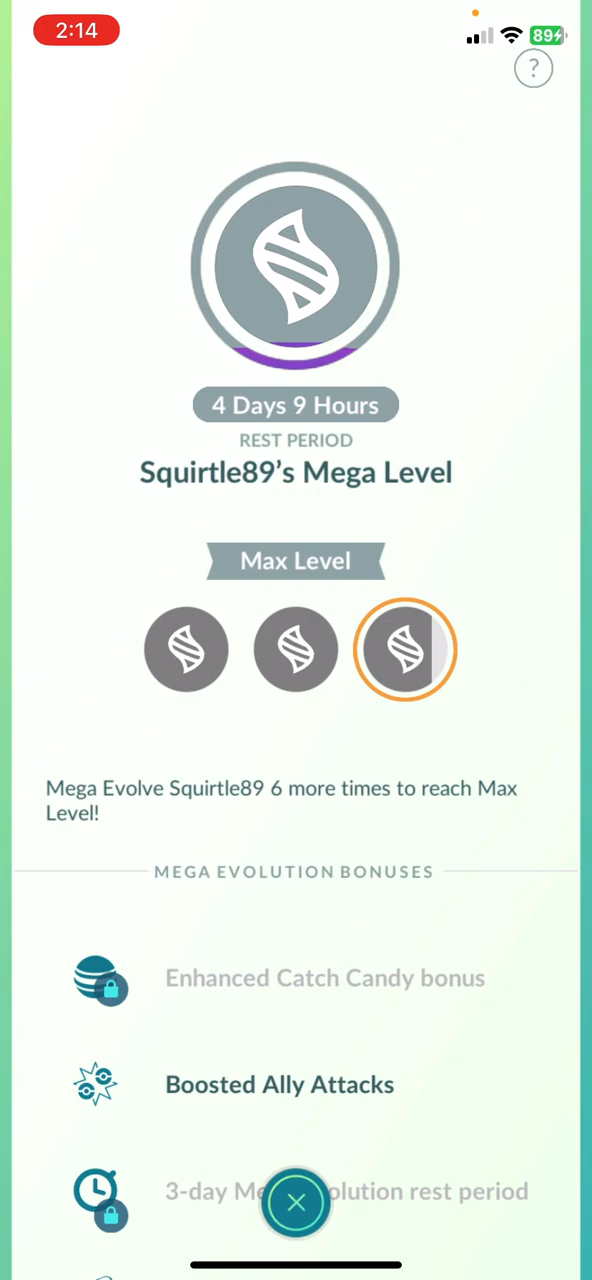 2:14
89
?
4 Days 9 Hours
REST PERIOD
Squirtle89’s Mega Level
Max Level
Mega Evolve Squirtle89 6 more times to reach Max
Level!
MEGA EVOLUTION BONUSES
Enhanced Catch Candy bonus
Boosted Ally Attacks
3-day rest period